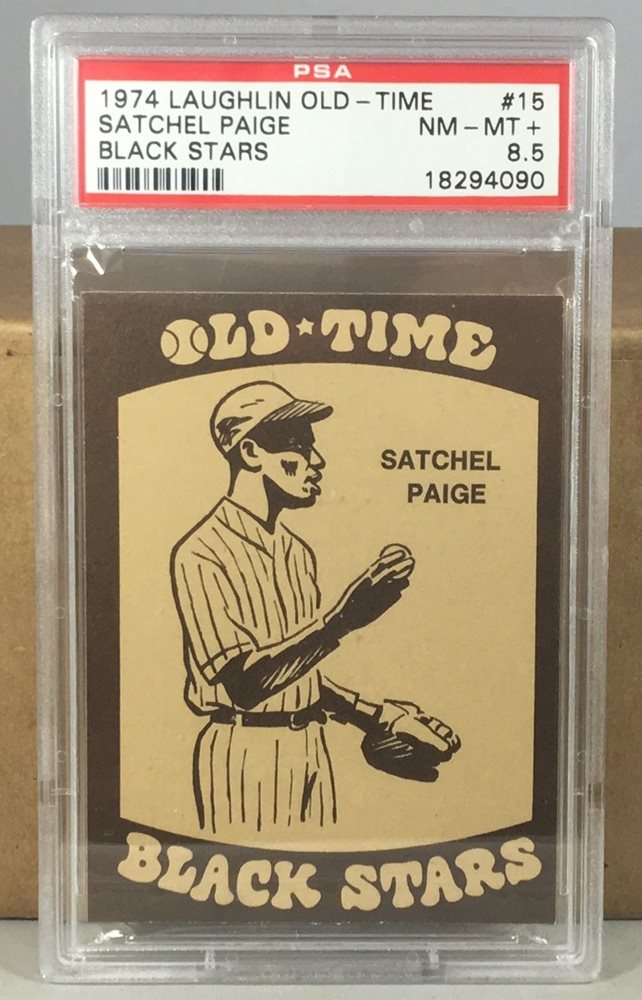 PSA
1974 LAUGHLIN OLD-TIME #15
SATCHEL PAIGE NM-MT+
BLACK STARS 8.5
18294090
OLD TIME
SATCHEL
PAIGE
BLACK STARS